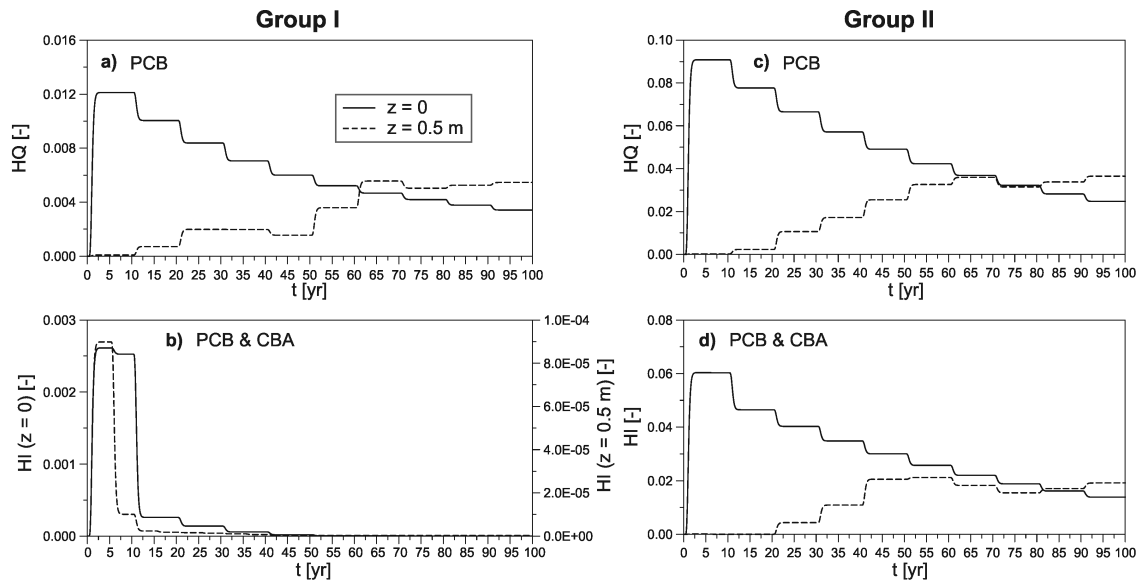 Group I
Group II
a) PCB
z = 0
z = 0.5 m
HQ [-]
0.016
0.012
0.008
0.004
0.000
0 5 10 15 20 25 30 35 40 45 50 55 60 65 70 75 80 85 90 95 100
t [yr]
c) PCB
HQ [-]
0.10
0.08
0.06
0.04
0.02
0.00
0 5 10 15 20 25 30 35 40 45 50 55 60 65 70 75 80 85 90 95 100
t [yr]
b) PCB & CBA
HI (z = 0) [-]
0.003
0.002
0.001
0.000
HI (z = 0.5 m) [-]
1.0E-04
8.0E-05
6.0E-05
4.0E-05
2.0E-05
0.0E+00
0 5 10 15 20 25 30 35 40 45 50 55 60 65 70 75 80 85 90 95 100
t [yr]
d) PCB & CBA
HI [-]
0.08
0.06
0.04
0.02
0.00
0 5 10 15 20 25 30 35 40 45 50 55 60 65 70 75 80 85 90 95 100
t [yr]